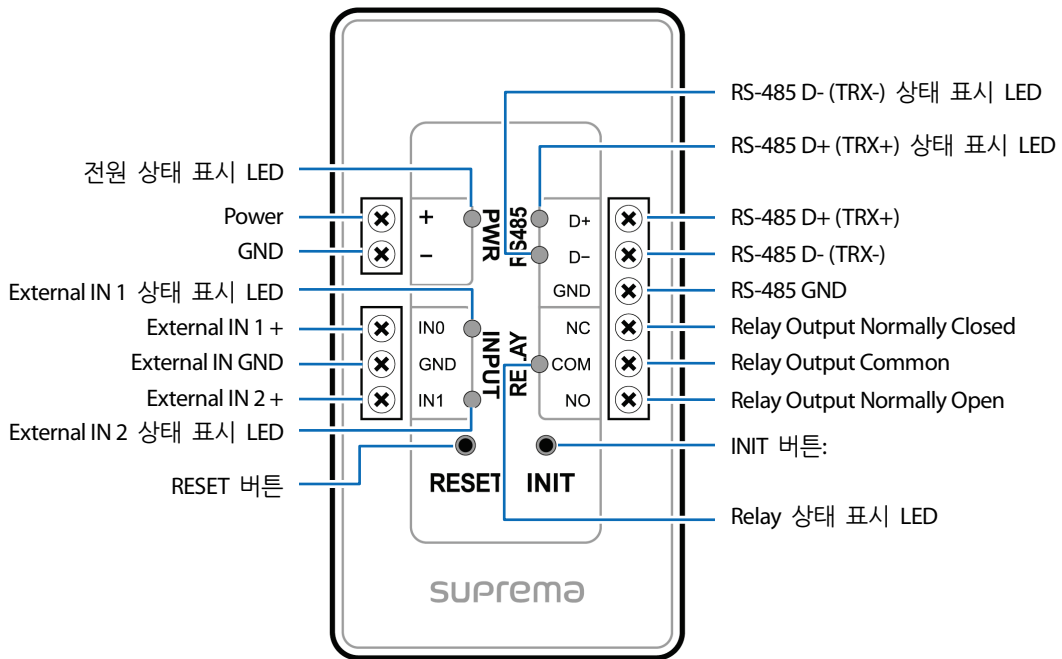 전원 상태 표시 LED
Power
GND
External IN 1 상태 표시 LED
External IN 1 +
External IN GND
External IN 2 +
External IN 2 상태 표시 LED
RESET 버튼
+
−
PWR
IN0
GND
IN1
INPUT
RS485
D+
D−
GND
RELAY
NC
COM
NO
RESET
INIT
suprema
RS-485 D- (TRX-) 상태 표시 LED
RS-485 D+ (TRX+) 상태 표시 LED
RS-485 D+ (TRX+)
RS-485 D- (TRX-)
RS-485 GND
Relay Output Normally Closed
Relay Output Common
Relay Output Normally Open
INIT 버튼:
Relay 상태 표시 LED